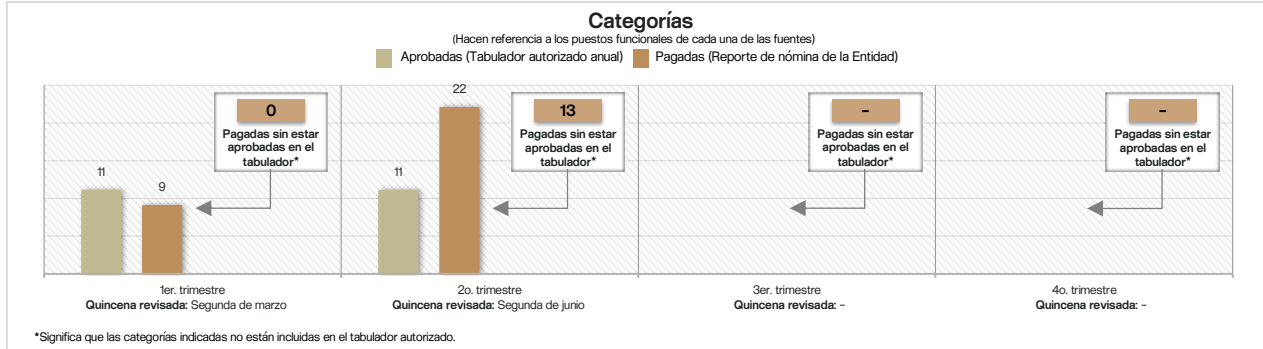 Categorías
(Hacen referencia a los puestos funcionales de cada una de las fuentes)
Aprobadas (Tabulador autorizado anual) Pagadas (Reporte de nómina de la Entidad)
11
9
0
Pagadas sin estar
aprobadas en el
tabulador*
11
22
13
Pagadas sin estar
aprobadas en el
tabulador*
-
Pagadas sin estar
aprobadas en el
tabulador*
-
Pagadas sin estar
aprobadas en el
tabulador*
1er. trimestre
Quincena revisada: Segunda de marzo
2o. trimestre
Quincena revisada: Segunda de junio
3er. trimestre
Quincena revisada: -
4o. trimestre
Quincena revisada: -
*Significa que las categorías indicadas no están incluidas en el tabulador autorizado.